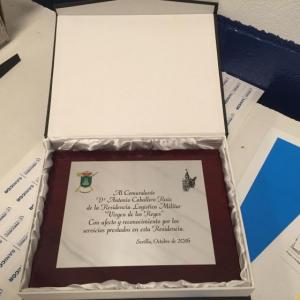 Al Comandante
Dº Antonio Caballero Ruiz
de la Residencia Logística Militar
"Virgen de los Reyes"
Con afecto y reconocimiento por los
servicios prestados en esta Residencia.
Sevilla, Octubre de 2016